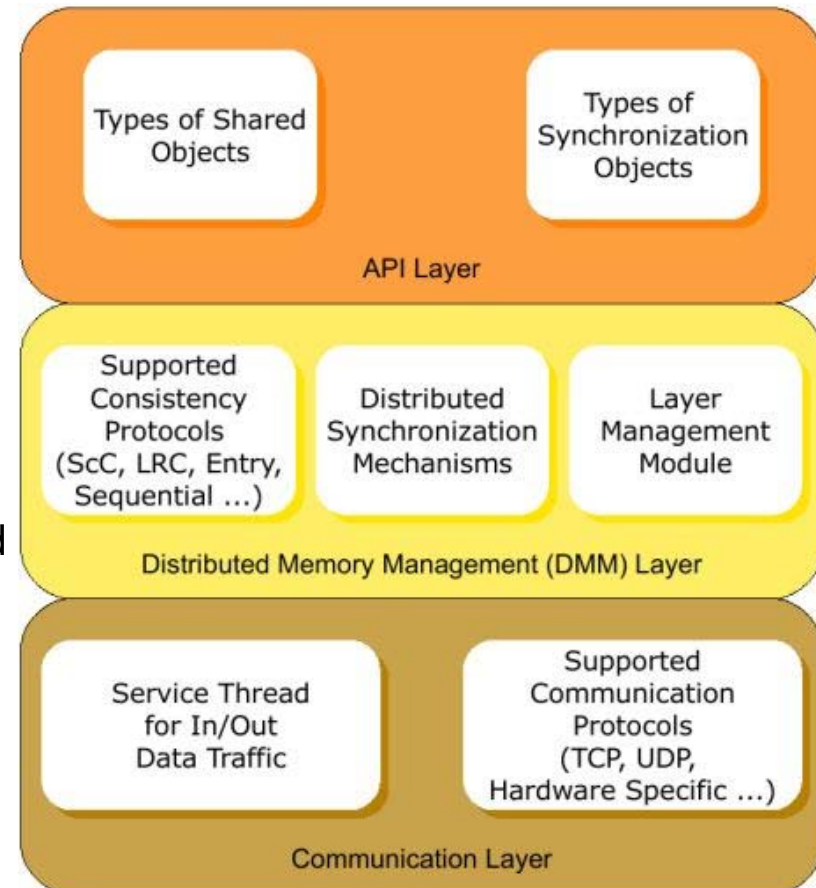 Types of Shared
Objects
Types of
Synchronization
Objects
API Layer
Supported
Consistency
Protocols
(ScC, LRC, Entry,
Sequential ...)
Distributed
Synchronization
Mechanisms
Layer
Management
Module
d
Distributed Memory Management (DMM) Layer
Service Thread
for In/Out
Data Traffic
Supported
Communication
Protocols
(TCP, UDP,
Hardware Specific ...)
Communication Layer